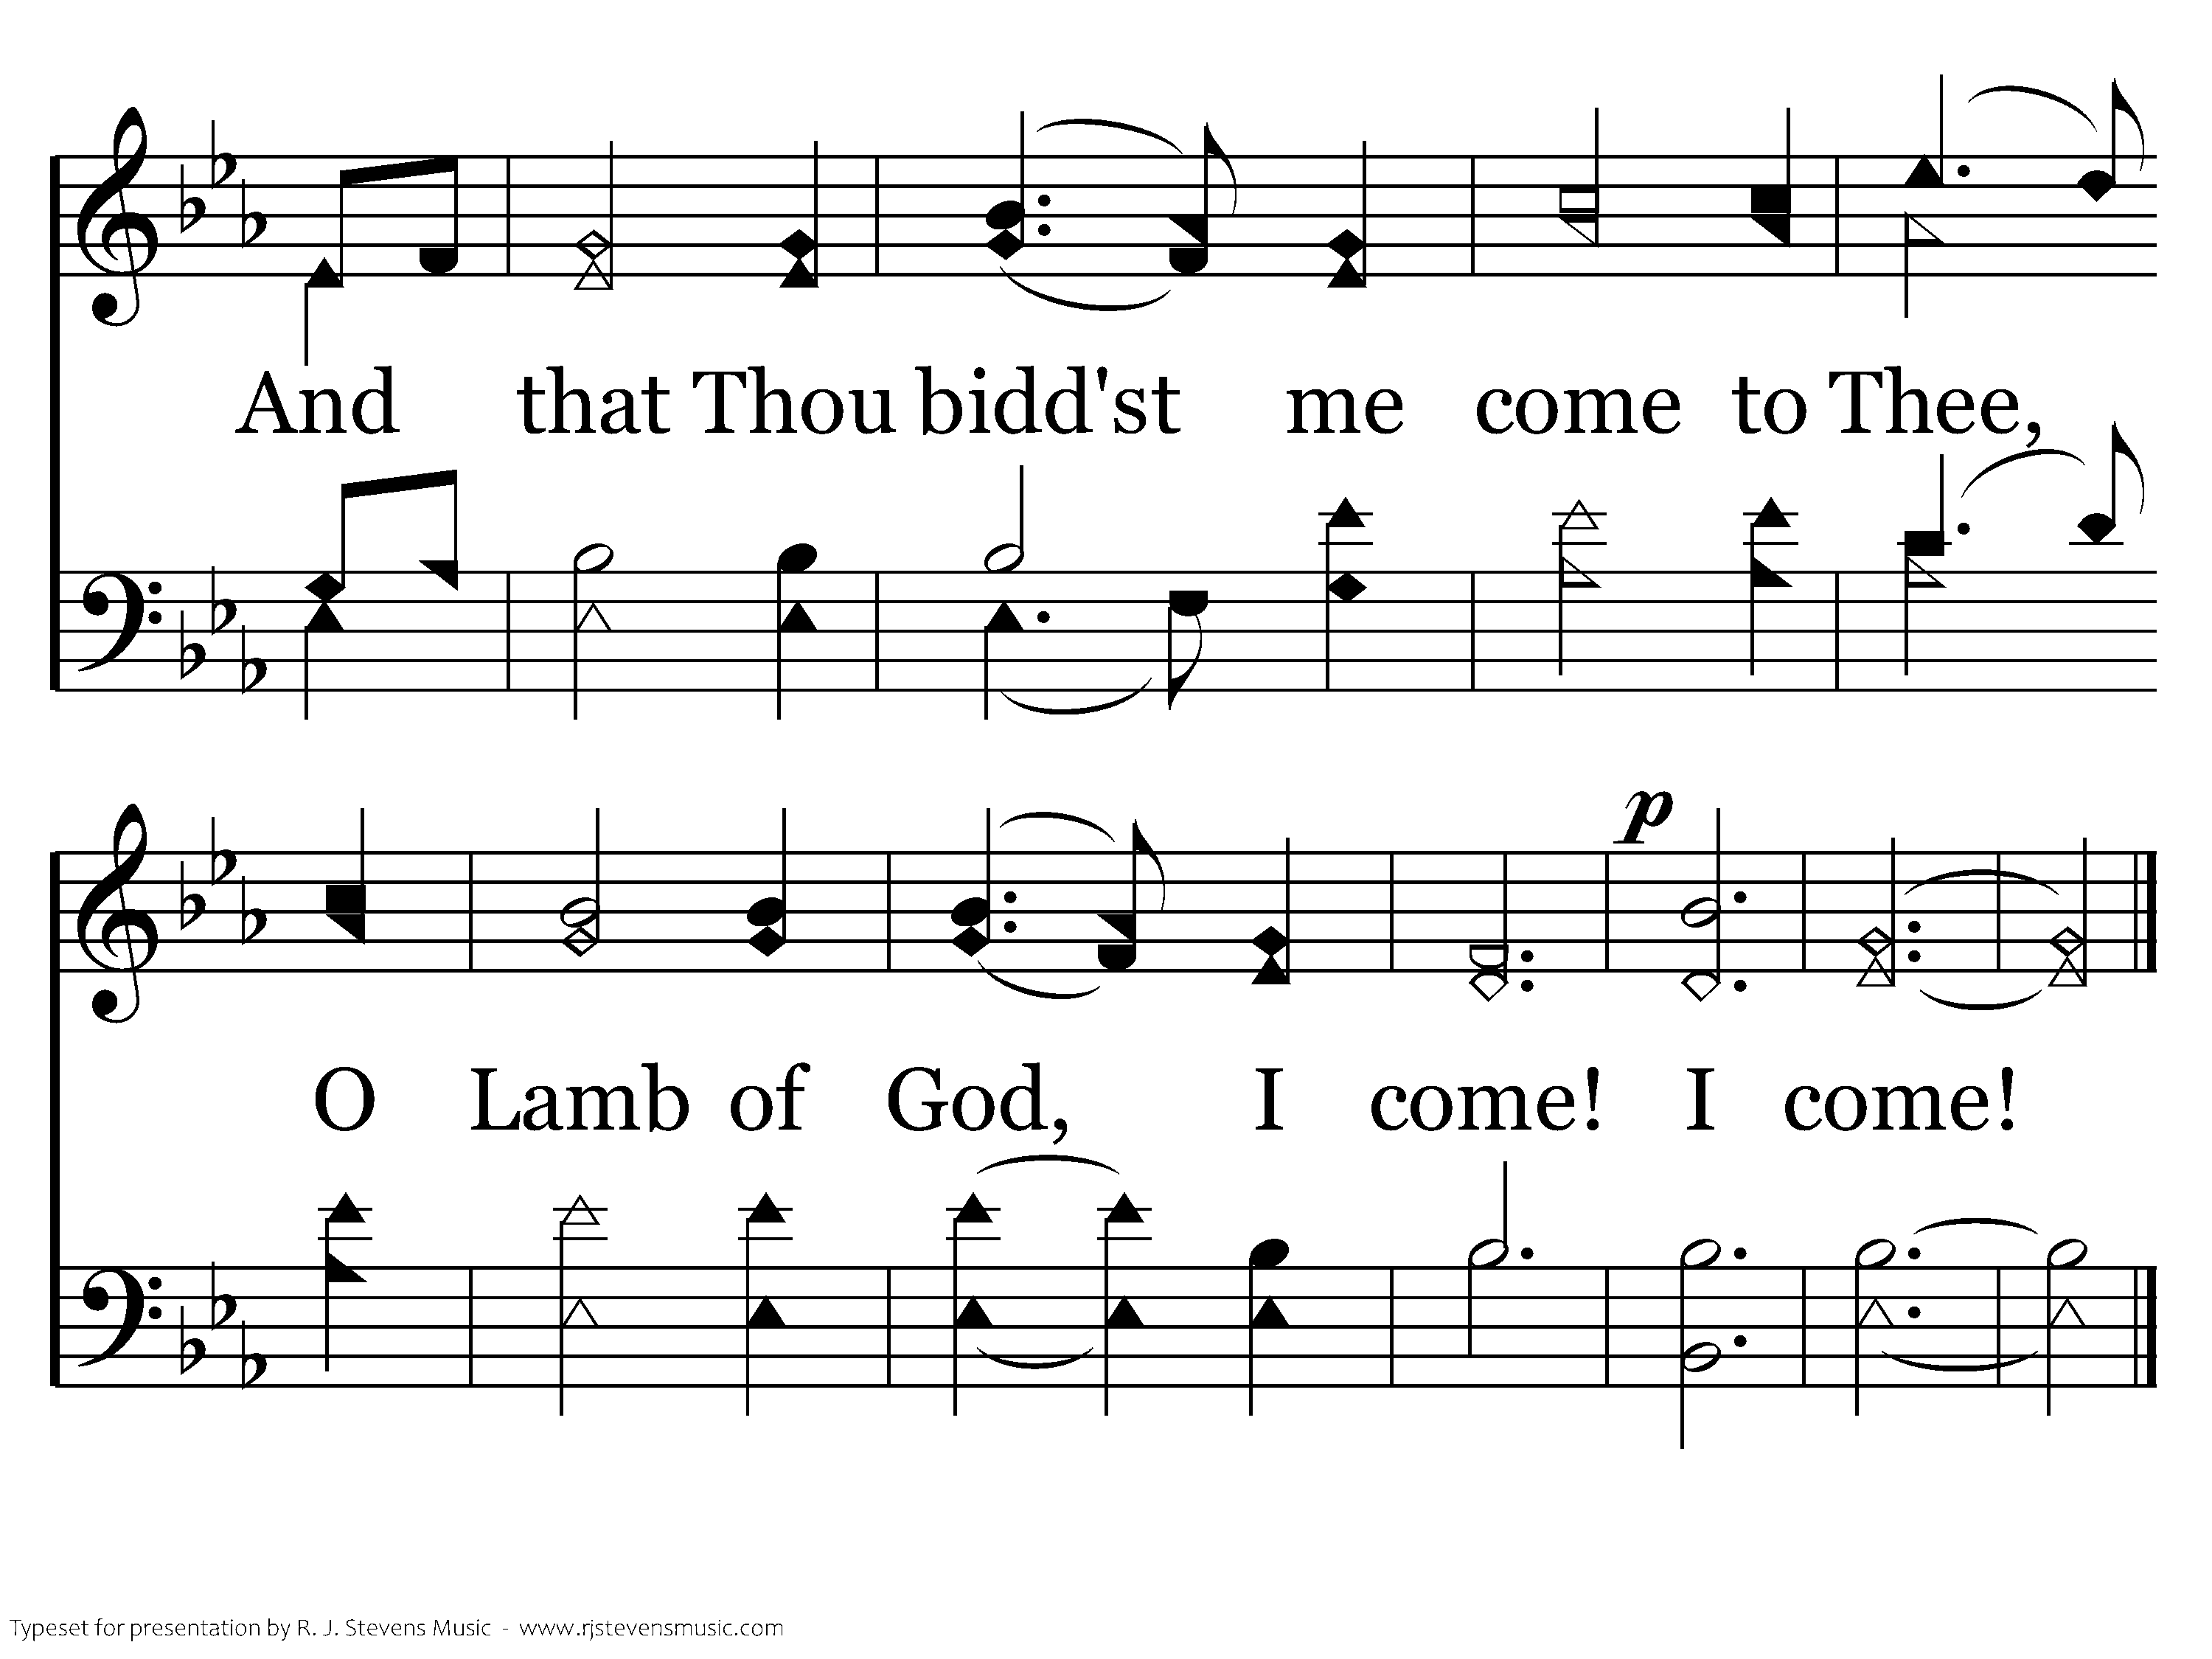 And that Thou bidd'st me come to Thee,
p
O Lamb of God, I come! I come!
Typeset for presentation by R. J. Stevens Music - www.rjstevensmusic.com